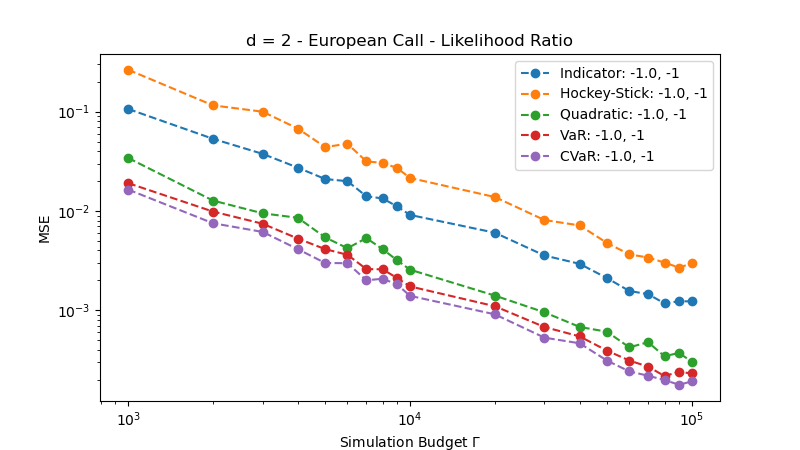 d = 2 - European Call - Likelihood Ratio
Indicator: -1.0, -1
Hockey-Stick: -1.0, -1
Quadratic: -1.0, -1
VaR: -1.0, -1
CVaR: -1.0, -1
MSE
10⁻¹
10⁻²
10⁻³
10³
10⁴
10⁵
Simulation Budget Γ